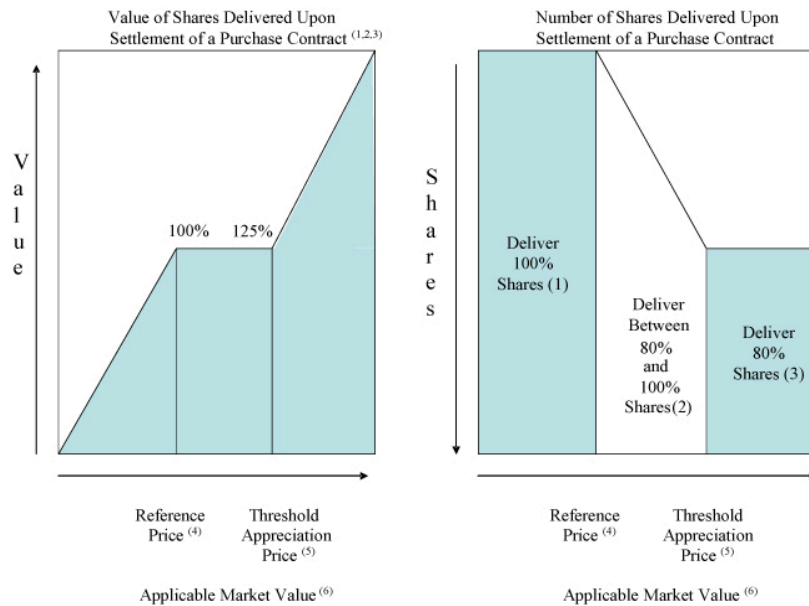 Value of Shares Delivered Upon
Settlement of a Purchase Contract (1,2,3)
Value
100%
125%
Reference
Price (4)
Threshold
Appreciation
Price (5)
Applicable Market Value (6)
Number of Shares Delivered Upon
Settlement of a Purchase Contract
Shares
Deliver
100%
Shares (1)
Deliver
Between
80%
and
100%
Shares(2)
Deliver
80%
Shares (3)
Reference
Price (4)
Threshold
Appreciation
Price (5)
Applicable Market Value (6)